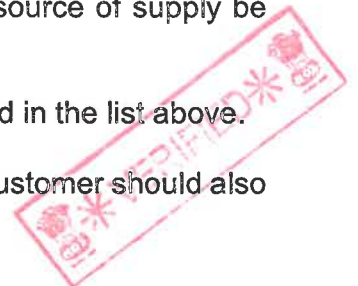 source of supply be
d in the list above.
ustomer should also
VERIFIED